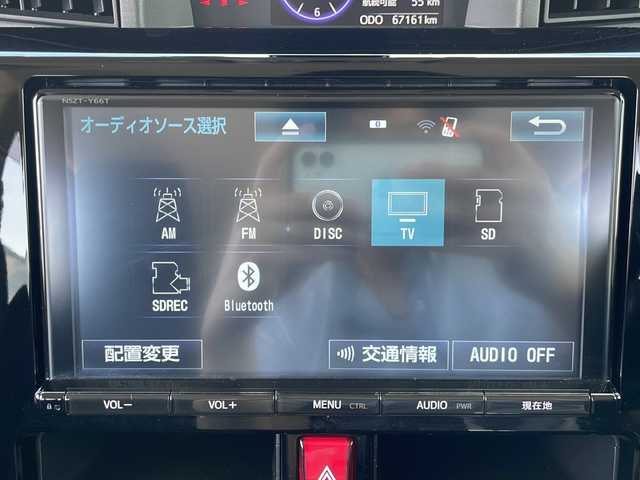 航続可能 55 km
6
ODO 67161 km
NSZT-Y66T
オーディオソース選択
AM FM DISC TV SD
SDREC Bluetooth
配置変更 交通情報 AUDIO OFF
VOL− VOL+ MENU CTRL AUDIO PWR 現在地